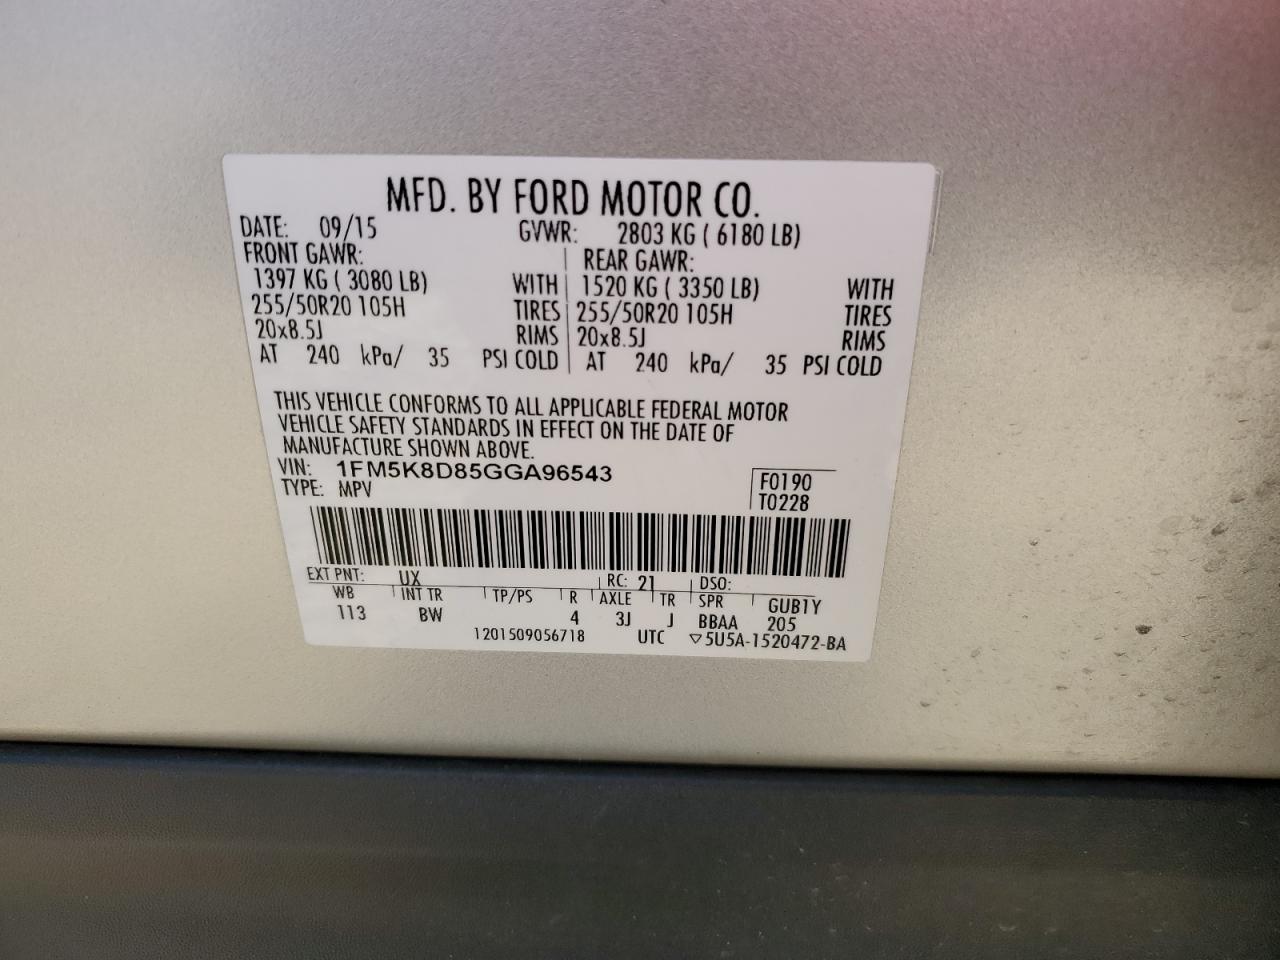 MFD. BY FORD MOTOR CO.
DATE: 09/15 GVWR: 2803 KG ( 6180 LB)
FRONT GAWR: REAR GAWR:
1397 KG ( 3080 LB) WITH 1520 KG ( 3350 LB) WITH
255/50R20 105H TIRES 255/50R20 105H TIRES
20x8.5J RIMS 20x8.5J RIMS
AT 240 kPa/ 35 PSI COLD AT 240 kPa/ 35 PSI COLD
THIS VEHICLE CONFORMS TO ALL APPLICABLE FEDERAL MOTOR
VEHICLE SAFETY STANDARDS IN EFFECT ON THE DATE OF
MANUFACTURE SHOWN ABOVE.
VIN: 1FM5K8D85GGA96543 F0190
TYPE: MPV T0228
EXT PNT: UX RC: 21 DSO:
WB INT TR TP/PS R AXLE TR SPR GUB1Y
113 BW 4 3J J BBAA 205
1201509056718 UTC ▽5U5A-1520472-BA